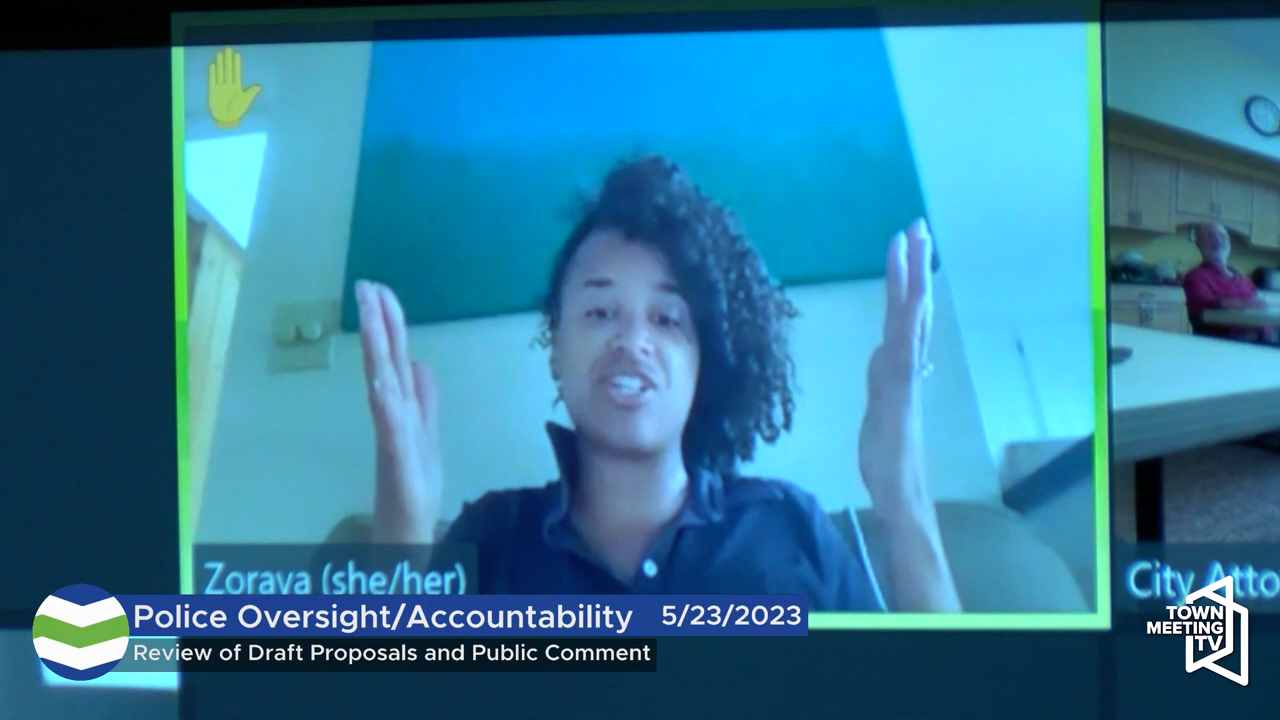 Zoraya (she/her)
City Atto
Police Oversight/Accountability 5/23/2023
Review of Draft Proposals and Public Comment
TOWN
MEETING
TV